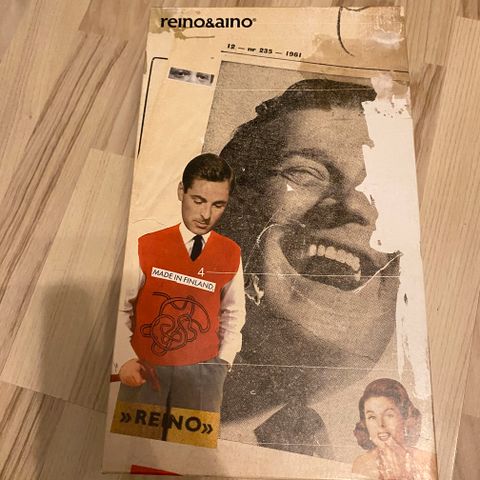 reino&aino®
12 — nr 235 — 1961
4
MADE IN FINLAND.
»REINO»